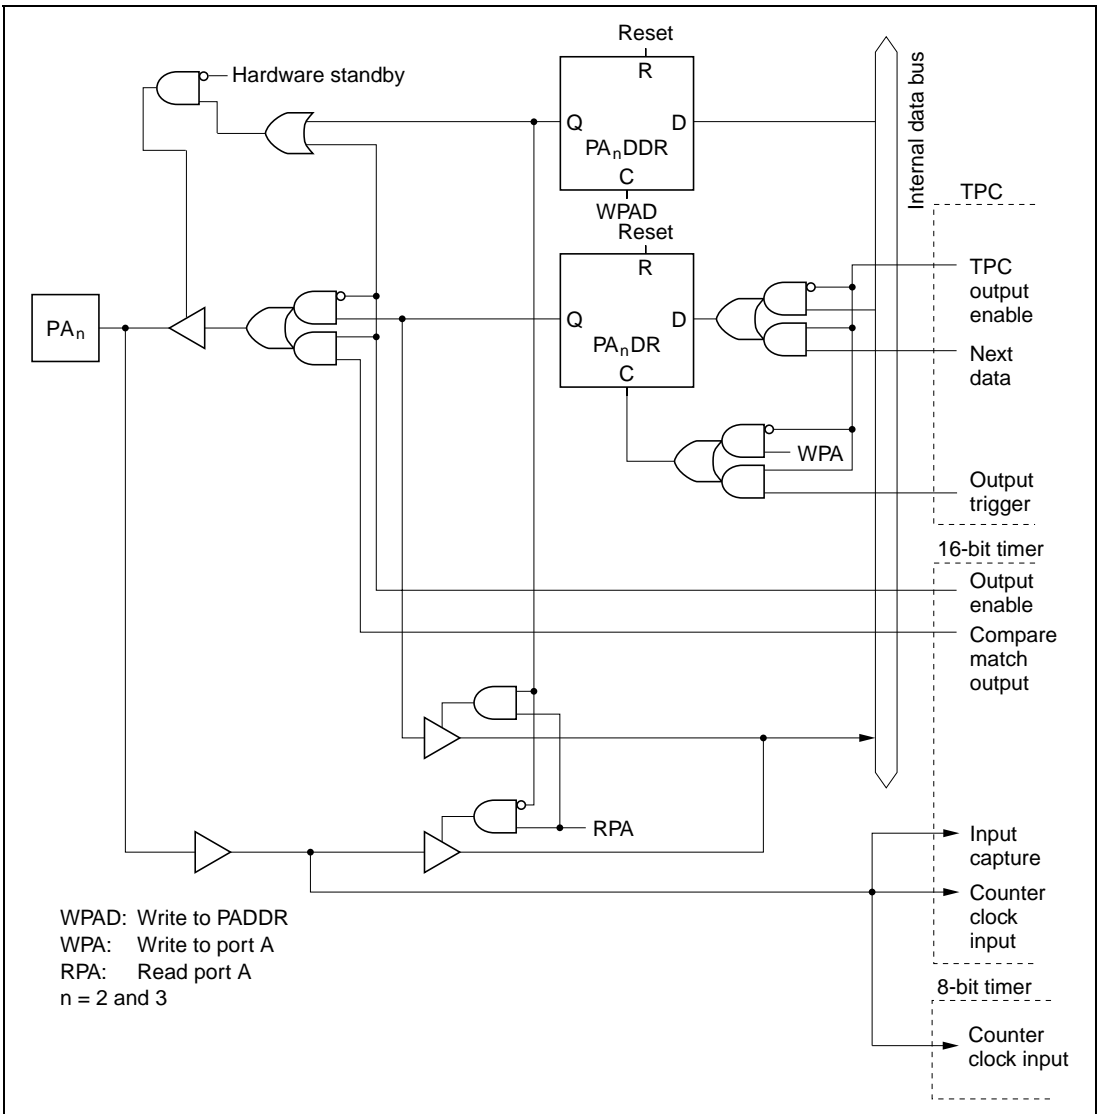 Reset
Hardware standby
R
Q
D
PAnDDR
C
WPAD
Internal data bus
TPC
Reset
R
Q
D
PAnDR
C
PAn
TPC
output
enable
Next
data
WPA
Output
trigger
16-bit timer
Output
enable
Compare
match
output
RPA
Input
capture
Counter
clock
input
WPAD: Write to PADDR
WPA: Write to port A
RPA: Read port A
n = 2 and 3
8-bit timer
Counter
clock input